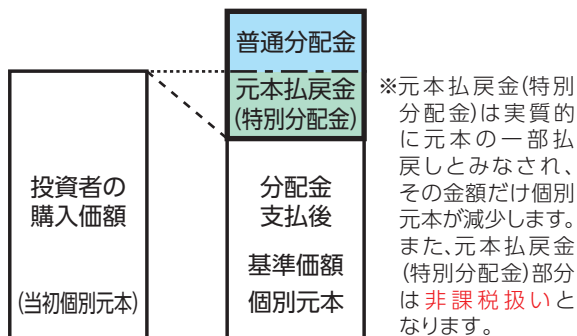 普通分配金
元本払戻金
(特別分配金)
投資者の
購入価額
(当初個別元本)
分配金
支払後
基準価額
個別元本
※元本払戻金(特別
分配金)は実質的
に元本の一部払
戻しとみなされ、
その金額だけ個別
元本が減少します。
また、元本払戻金
(特別分配金)部分
は非課税扱いと
なります。